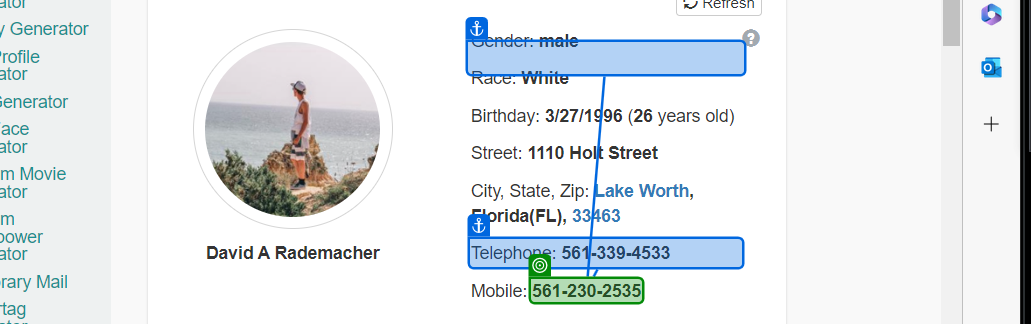 ator
Refresh
y Generator
Gender: male
rofile
ator
Race: White
Generator
Birthday: 3/27/1996 (26 years old)
ace
ator
Street: 1110 Holt Street
m Movie
ator
City, State, Zip: Lake Worth,
Florida(FL), 33463
m
power
ator
David A Rademacher
Telephone: 561-339-4533
rary Mail
Mobile: 561-230-2535
rtag